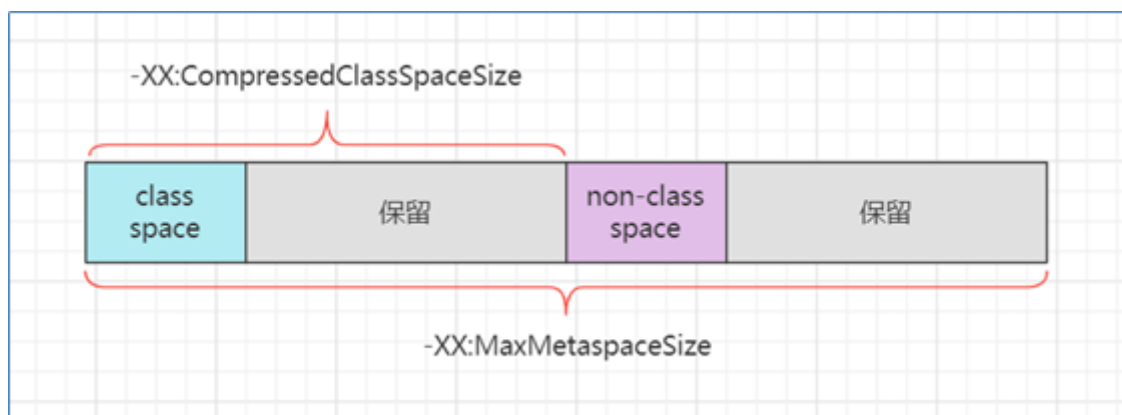 -XX:CompressedClassSpaceSize
class
space
保留
non-class
space
保留
-XX:MaxMetaspaceSize